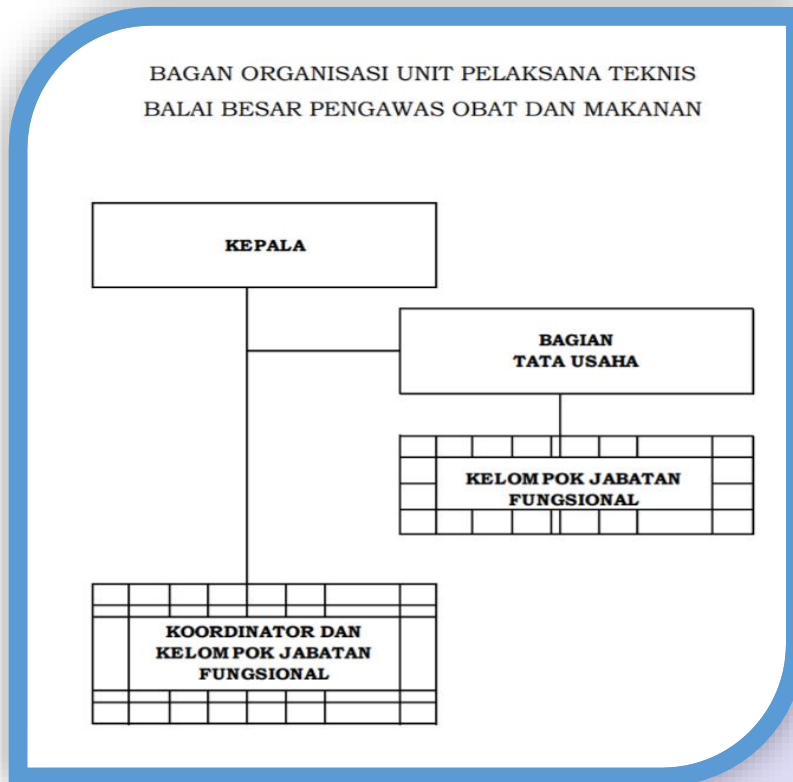 BAGAN ORGANISASI UNIT PELAKSANA TEKNIS
BALAI BESAR PENGAWAS OBAT DAN MAKANAN
KEPALA
BAGIAN
TATA USAHA
KELOMPOK JABATAN
FUNGSIONAL
KOORDINATOR DAN
KELOMPOK JABATAN
FUNGSIONAL